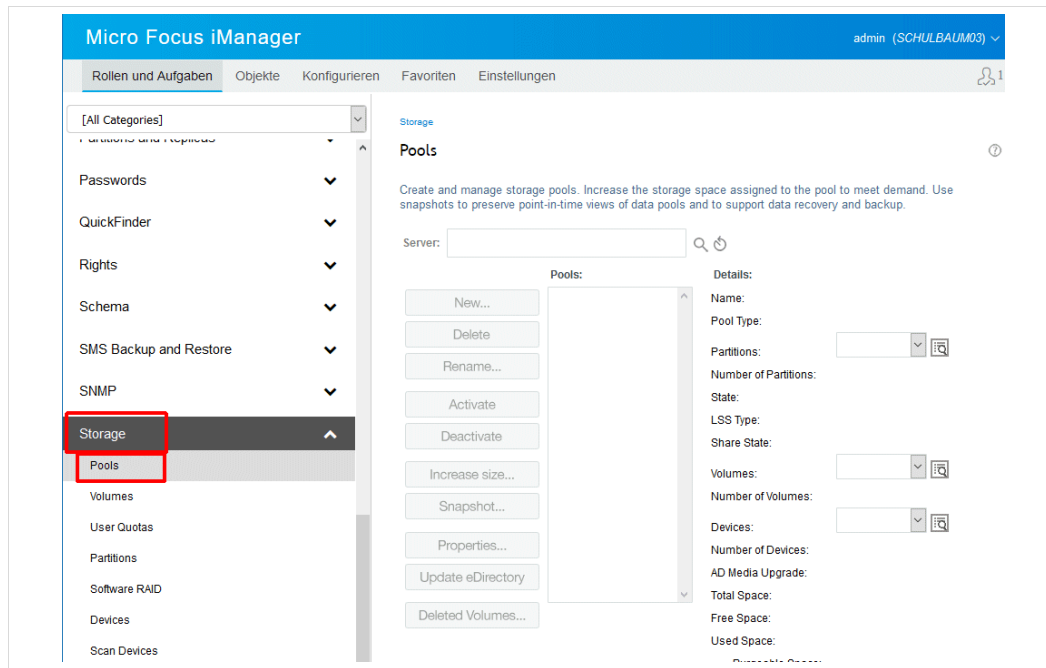 Micro Focus iManager
admin (SCHULBAUM03)
Rollen und Aufgaben Objekte Konfigurieren Favoriten Einstellungen
1
[All Categories]
Partitions and Replicas
Passwords
QuickFinder
Rights
Schema
SMS Backup and Restore
SNMP
Storage
Pools
Volumes
User Quotas
Partitions
Software RAID
Devices
Scan Devices
Storage
Pools
Create and manage storage pools. Increase the storage space assigned to the pool to meet demand. Use
snapshots to preserve point-in-time views of data pools and to support data recovery and backup.
Server:
Pools:
New...
Delete
Rename...
Activate
Deactivate
Increase size...
Snapshot...
Properties...
Update eDirectory
Deleted Volumes...
Details:
Name:
Pool Type:
Partitions:
Number of Partitions:
State:
LSS Type:
Share State:
Volumes:
Number of Volumes:
Devices:
Number of Devices:
AD Media Upgrade:
Total Space:
Free Space:
Used Space:
Purgeable Space: